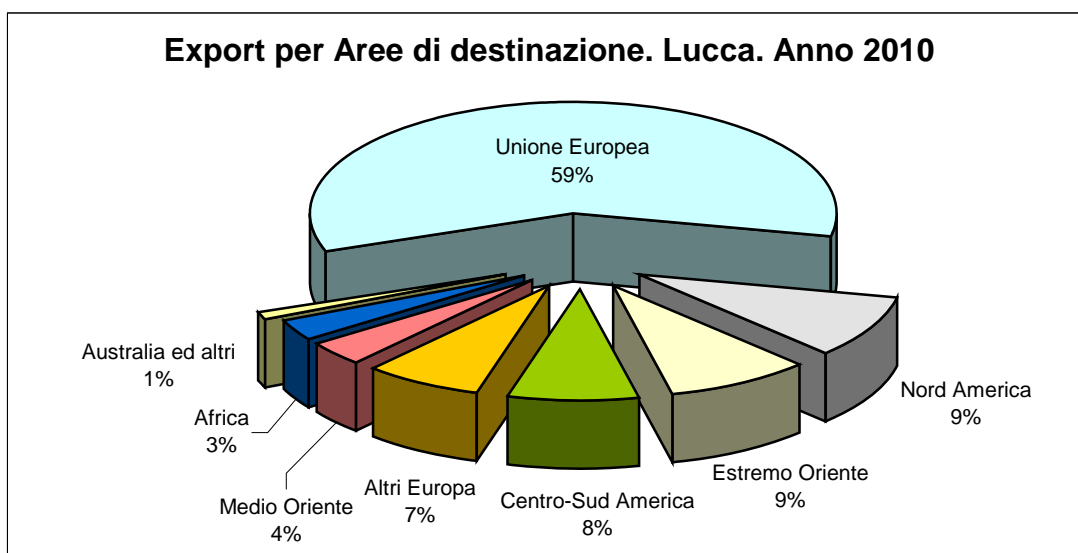 Export per Aree di destinazione. Lucca. Anno 2010
Unione Europea
59%
Nord America
9%
Estremo Oriente
9%
Centro-Sud America
8%
Altri Europa
7%
Medio Oriente
4%
Africa
3%
Australia ed altri
1%